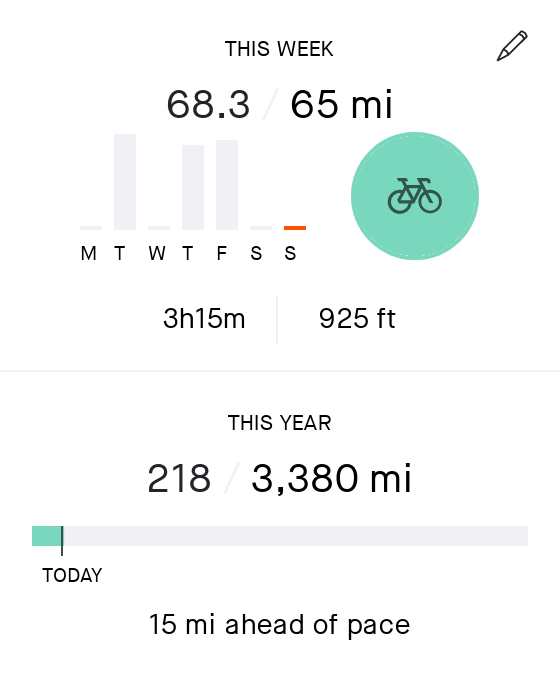 THIS WEEK
68.3 / 65 mi
M T W T F S S
3h15m 925 ft
THIS YEAR
218 / 3,380 mi
TODAY
15 mi ahead of pace